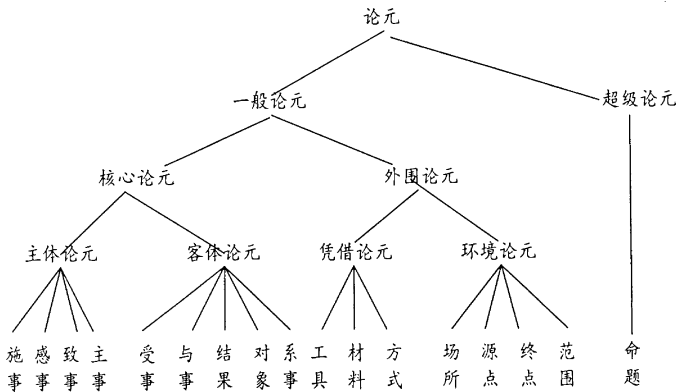 论元
一般论元 超级论元
核心论元 外围论元
主体论元 客体论元 凭借论元 环境论元
施事 感事 致事 主事 受事 与事 结果 对象 系事 工具 材料 方式 场所 源点 终点 范围 命题